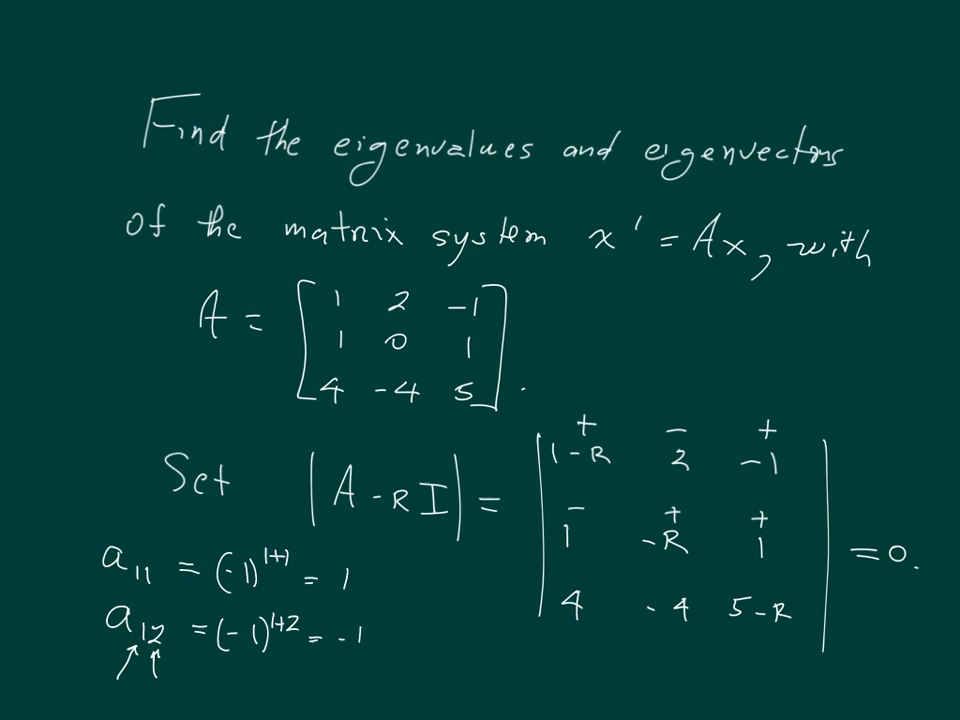 Find the eigenvalues and eigenvectors
of the matrix system x' = Ax, with
A = [ 1 2 -1
1 0 1
4 -4 5 ] .
+ - +
Set |A - RI| = | 1-R 2 -1 |
- + +
| 1 -R 1 | = 0.
| 4 -4 5-R |
a₁₁ = (-1)¹⁺¹ = 1
a₁₂ = (-1)¹⁺² = -1